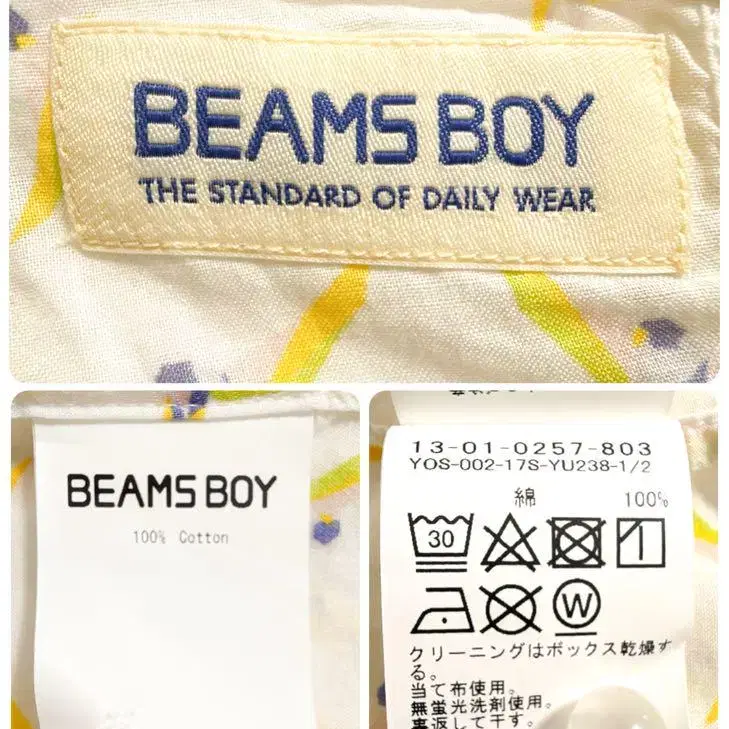 BEAMS BOY
THE STANDARD OF DAILY WEAR
BEAMS BOY
100% Cotton
13-01-0257-803
YOS-002-17S-YU238-1/2
綿 100%
30
W
クリーニングはボックス乾燥す
る。
当て布使用。
無蛍光洗剤使用。
裏返して干す。